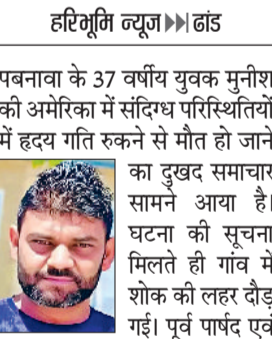 हरिभूमि न्यूज ▸▸| ढांड
पबनावा के 37 वर्षीय युवक मुनीश
की अमेरिका में संदिग्ध परिस्थितियों
में हृदय गति रुकने से मौत हो जाने
का दुखद समाचार
सामने आया है।
घटना की सूचना
मिलते ही गांव में
शोक की लहर दौड़
गई। पूर्व पार्षद एवं